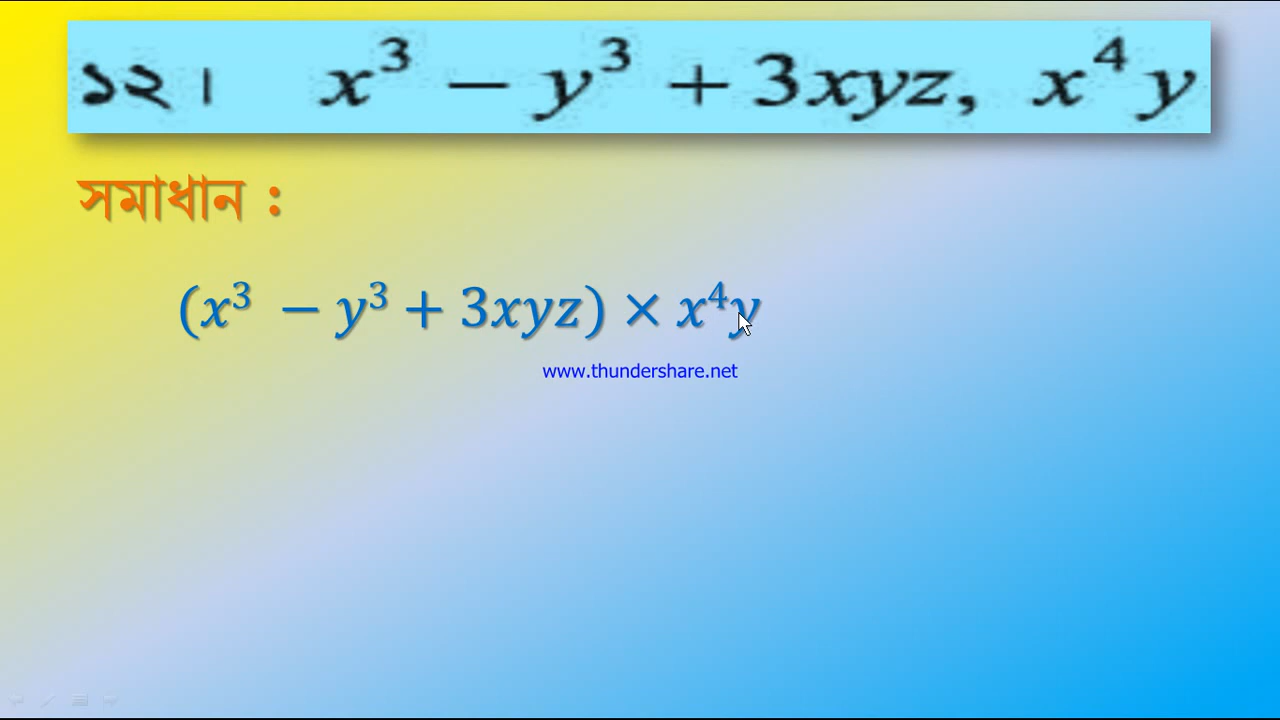 ১২। x³ − y³ + 3xyz, x⁴y
সমাধান :
(x³ − y³ + 3xyz) × x⁴y
www.thundershare.net